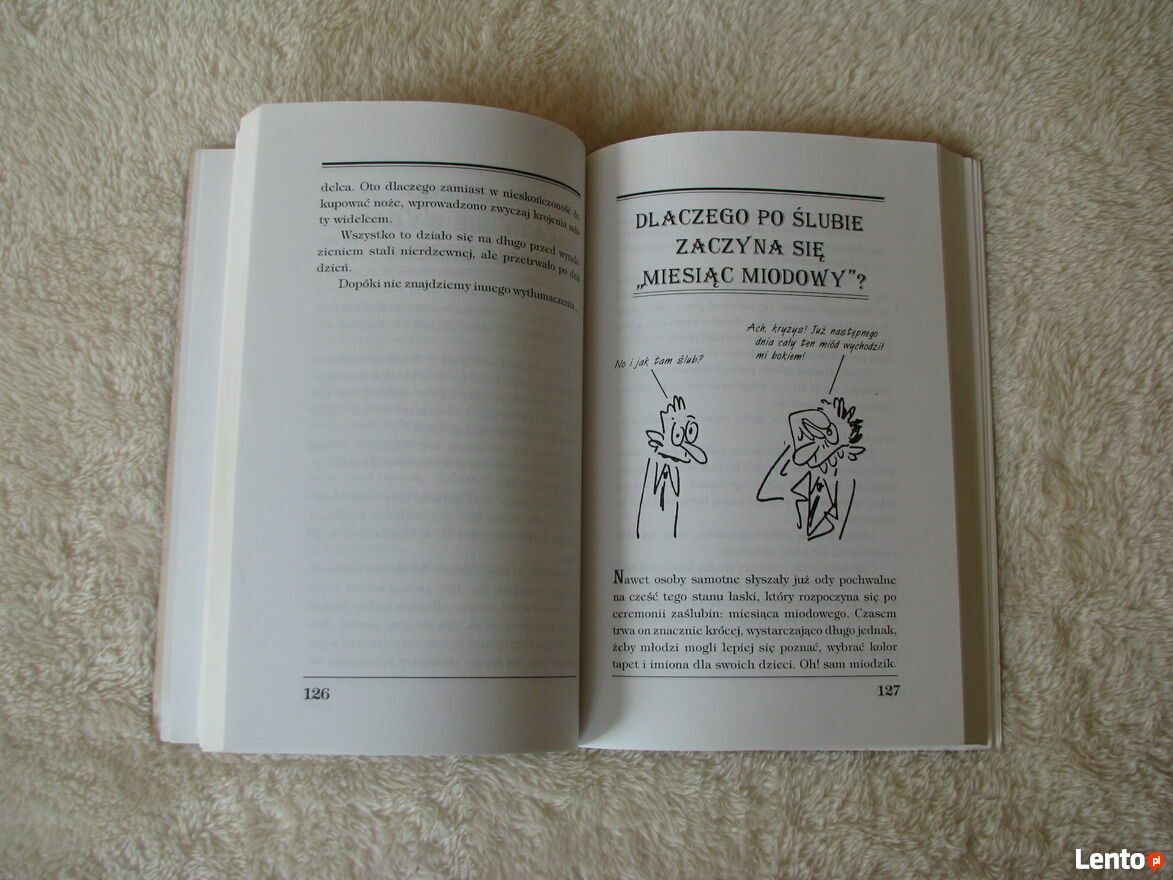 delca. Oto dlaczego zamiast w nieskończoność
kupować noże, wprowadzono zwyczaj krojenia
ty widelcem.
Wszystko to działo się na długo przed wynale-
zieniem stali nierdzewnej, ale przetrwało po
dzień.
Dopóki nie znajdziemy innego wytłumaczenia...
126
DLACZEGO PO ŚLUBIE
ZACZYNA SIĘ
„MIESIĄC MIODOWY”?
No i jak tam ślub?
Ach, kryzys! Już następnego
dnia cały ten miód wychodził
mi bokiem!
Nawet osoby samotne słyszały już ody pochwalne
na cześć tego stanu łaski, który rozpoczyna się po
ceremonii zaślubin: miesiąca miodowego. Czasem
trwa on znacznie krócej, wystarczająco długo jednak,
żeby młodzi mogli lepiej się poznać, wybrać kolor
tapet i imiona dla swoich dzieci. Oh! sam miodzik.
127
Lento pl